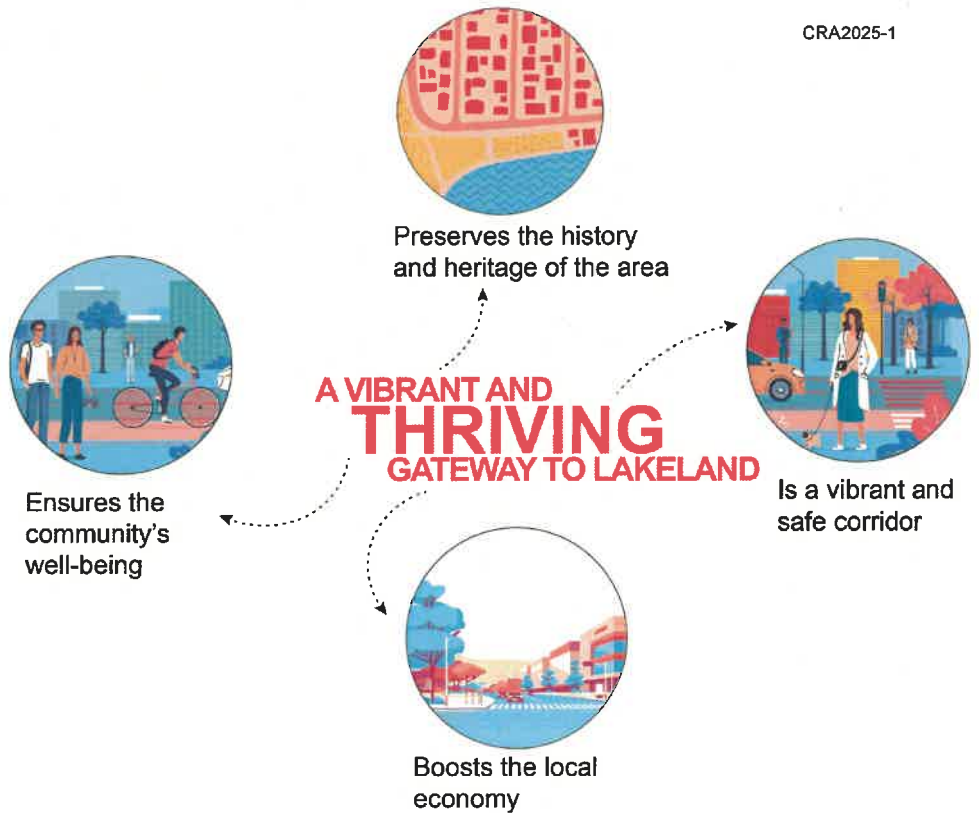 CRA2025-1
Preserves the history
and heritage of the area
A VIBRANT AND
THRIVING
GATEWAY TO LAKELAND
Ensures the
community's
well-being
Is a vibrant and
safe corridor
Boosts the local
economy